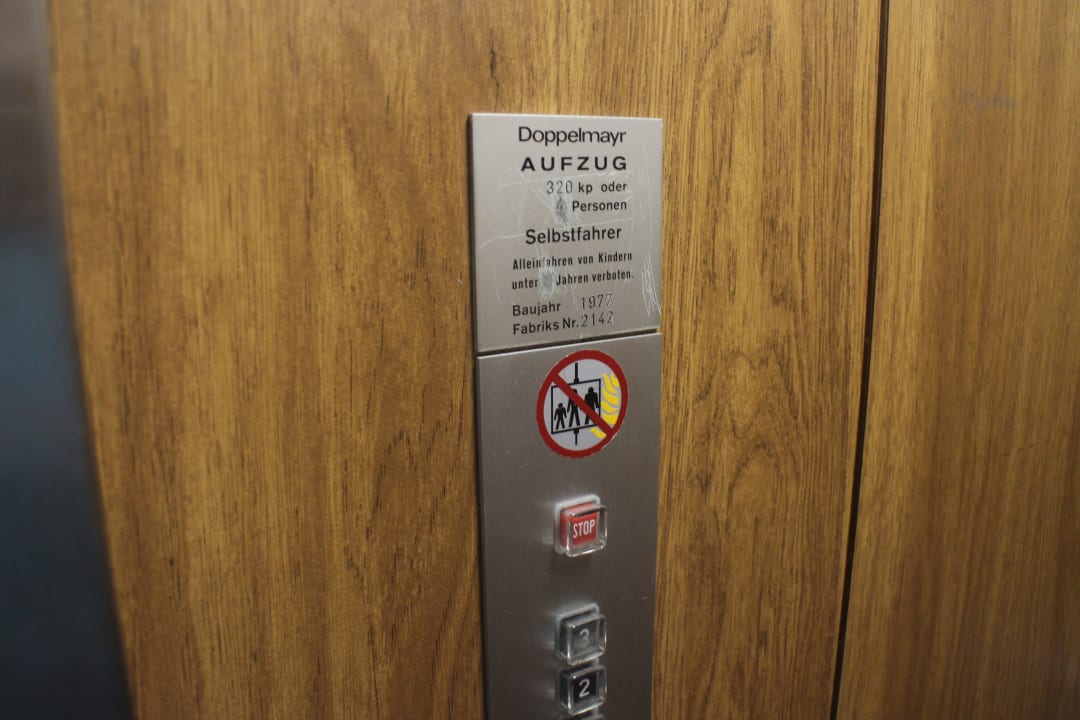 Doppelmayr
AUFZUG
320 kp oder
4 Personen
Selbstfahrer
Alleinfahren von Kindern
unter Jahren verboten.
Baujahr 1977
Fabriks Nr. 2142
STOP
3
2